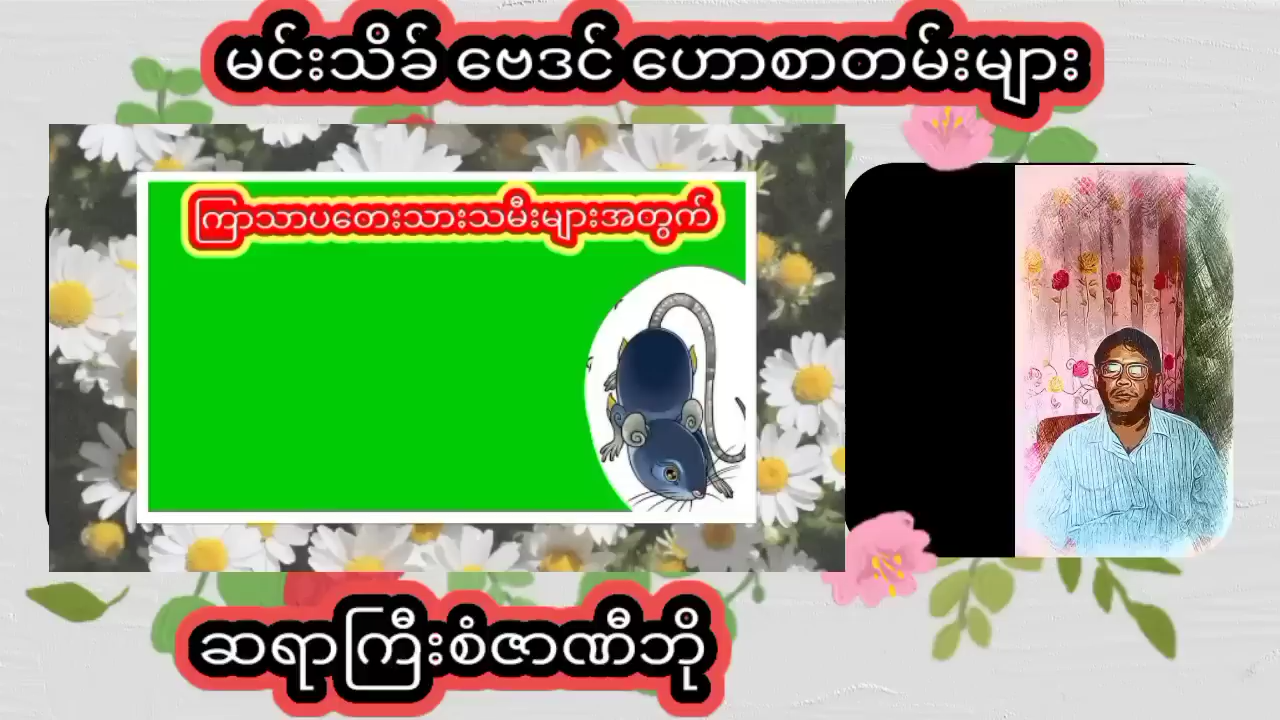 မင်းသိခ် ဗေဒင် ဟောစာတမ်းများ
ကြာသာပတေးသားသမီးများအတွက်
ဆရာကြီးစံဇာဏီဘို